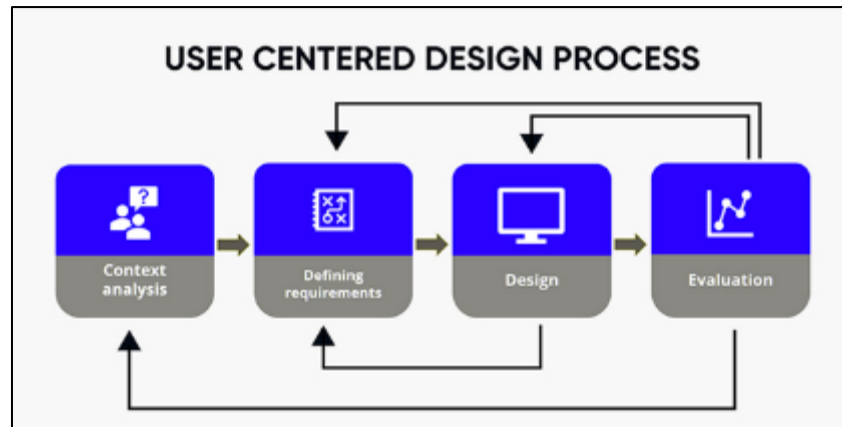 USER CENTERED DESIGN PROCESS
?
Context
analysis
Defining
requirements
Design
Evaluation